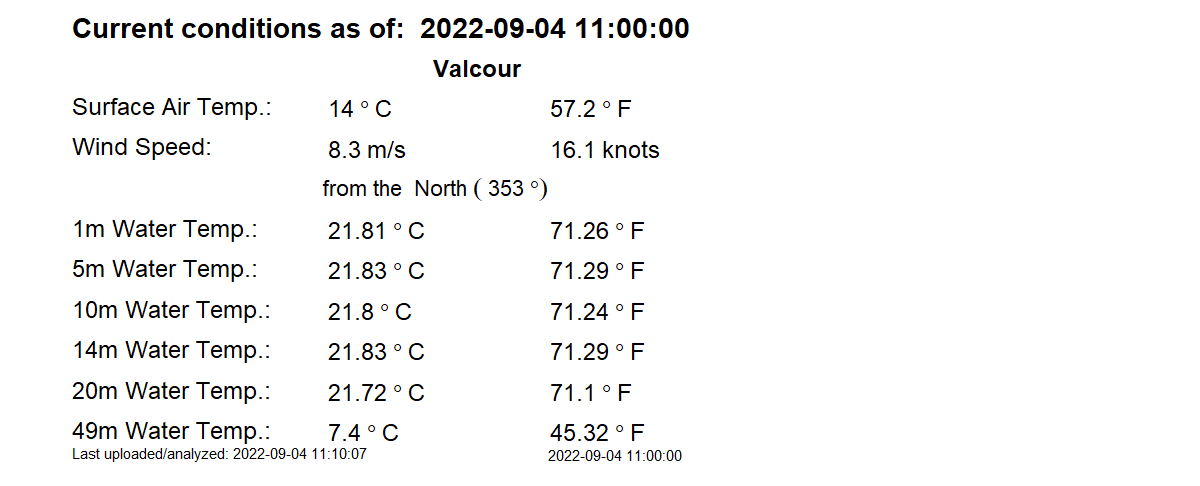 Current conditions as of: 2022-09-04 11:00:00
Valcour
Surface Air Temp.: 14 ° C 57.2 ° F
Wind Speed: 8.3 m/s 16.1 knots
from the North ( 353 °)
1m Water Temp.: 21.81 ° C 71.26 ° F
5m Water Temp.: 21.83 ° C 71.29 ° F
10m Water Temp.: 21.8 ° C 71.24 ° F
14m Water Temp.: 21.83 ° C 71.29 ° F
20m Water Temp.: 21.72 ° C 71.1 ° F
49m Water Temp.: 7.4 ° C 45.32 ° F
Last uploaded/analyzed: 2022-09-04 11:10:07 2022-09-04 11:00:00